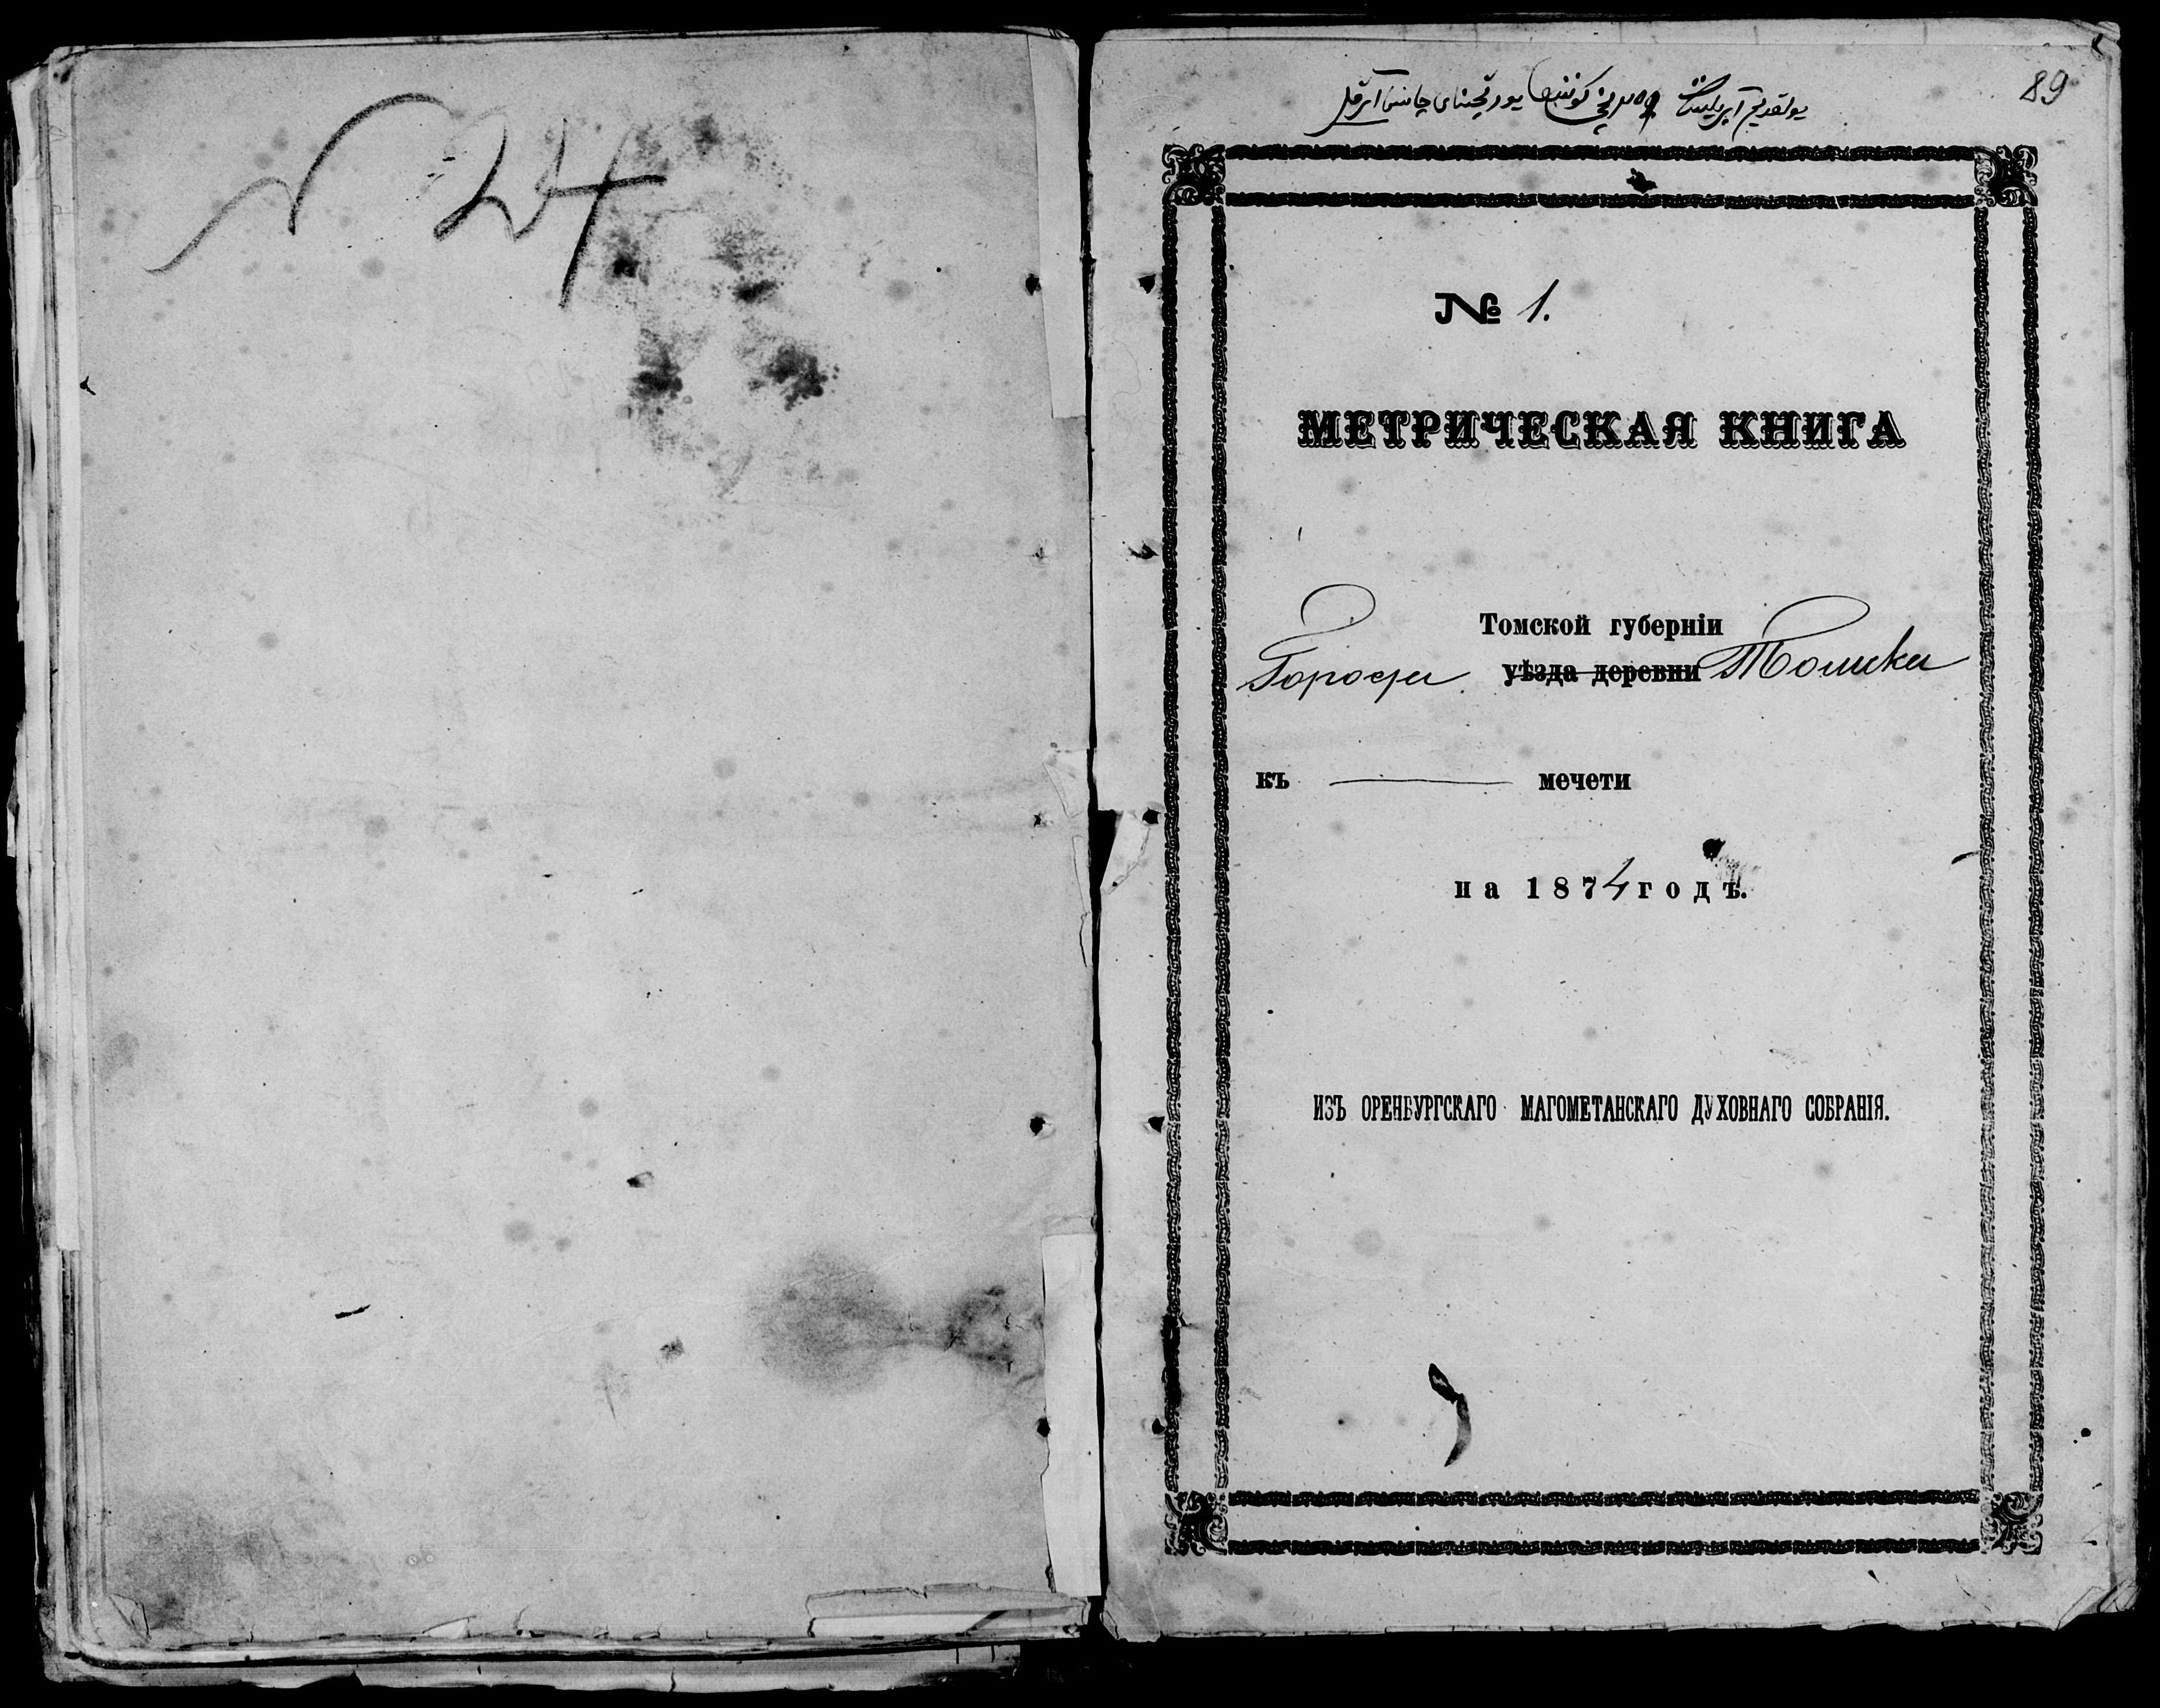 № 24
89
№ 1.
МЕТРИЧЕСКАЯ КНИГА
Томской губерніи
Города уѣзда деревни Томска
къ мечети
на 1874 годъ.
ИЗЪ ОРЕНБУРГСКАГО МАГОМЕТАНСКАГО ДУХОВНАГО СОБРАНІЯ.